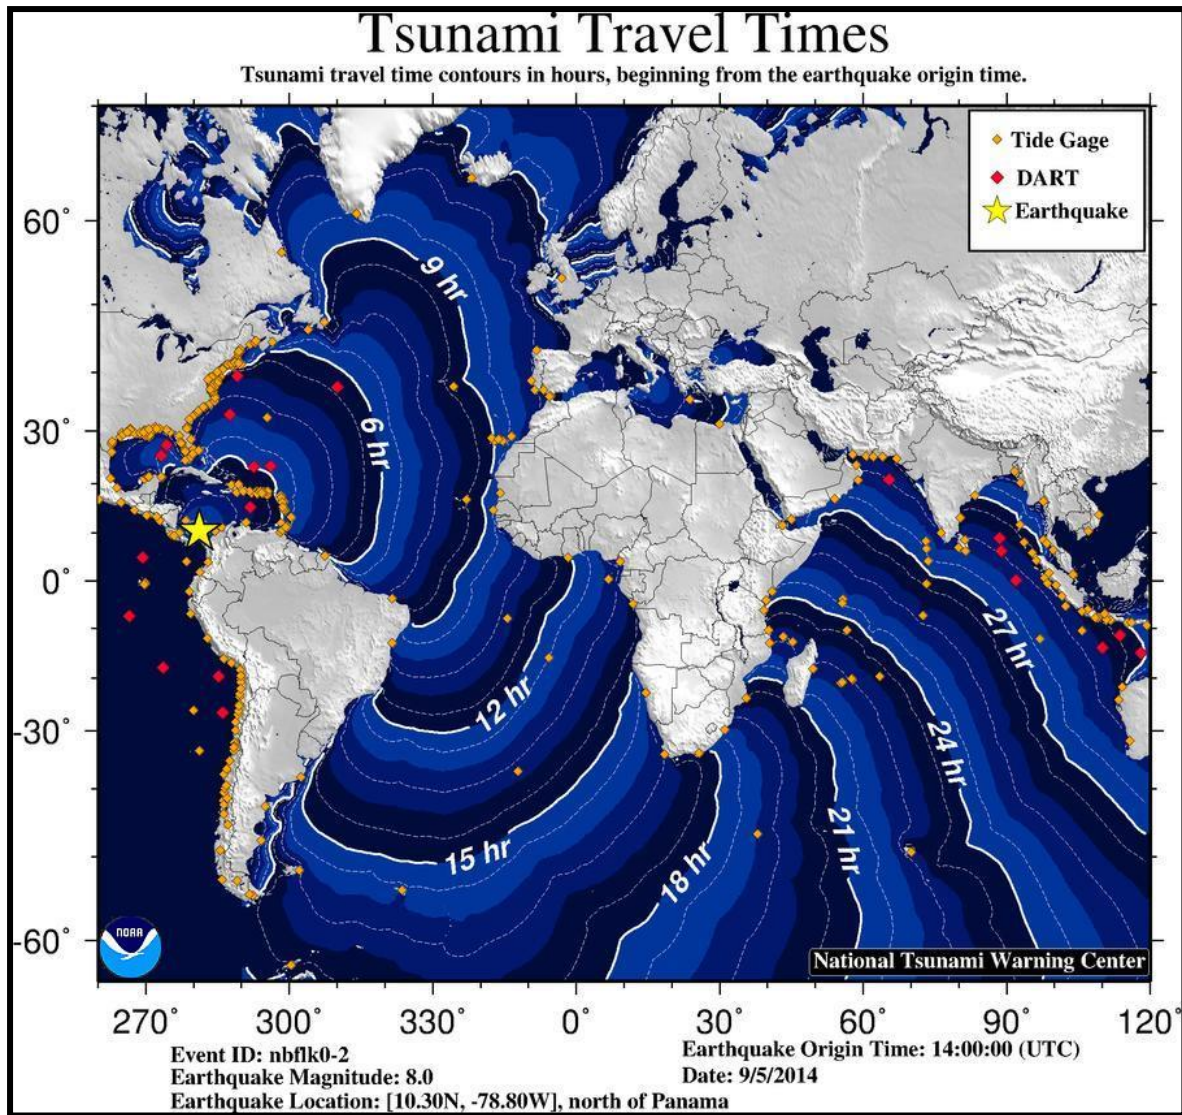 Tsunami Travel Times
Tsunami travel time contours in hours, beginning from the earthquake origin time.
Tide Gage
DART
Earthquake
60°
30°
0°
-30°
-60°
9 hr
6 hr
12 hr
15 hr
18 hr
21 hr
24 hr
27 hr
NOAA
National Tsunami Warning Center
270°
300°
330°
0°
30°
60°
90°
120°
Event ID: nbflk0-2
Earthquake Magnitude: 8.0
Earthquake Location: [10.30N, -78.80W], north of Panama
Earthquake Origin Time: 14:00:00 (UTC)
Date: 9/5/2014